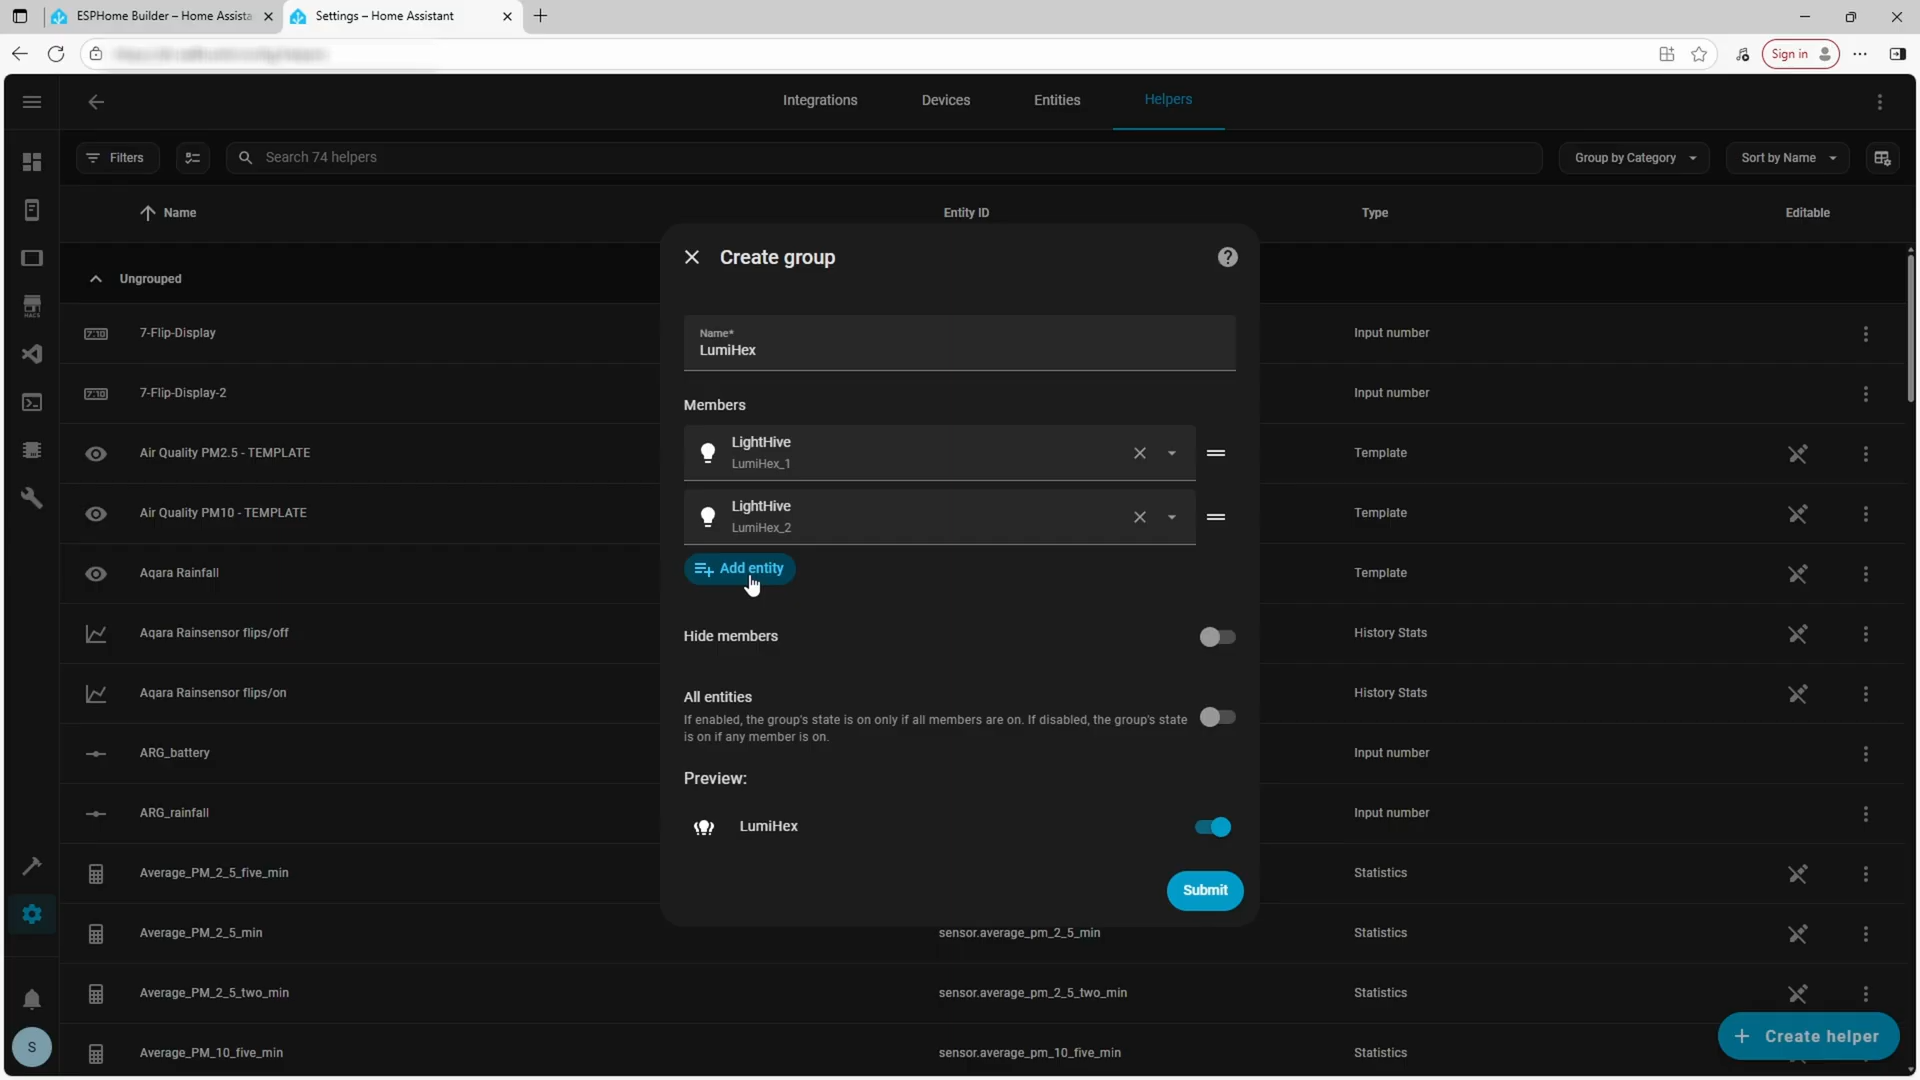 ESPHome Builder – Home Assista
Settings – Home Assistant
Sign in
Integrations
Devices
Entities
Helpers
Filters
Search 74 helpers
Group by Category
Sort by Name
Name
Entity ID
Type
Editable
Ungrouped
7-Flip-Display
Input number
7-Flip-Display-2
Input number
Air Quality PM2.5 - TEMPLATE
Template
Air Quality PM10 - TEMPLATE
Template
Aqara Rainfall
Template
Aqara Rainsensor flips/off
History Stats
Aqara Rainsensor flips/on
History Stats
ARG_battery
Input number
ARG_rainfall
Input number
Average_PM_2_5_five_min
Statistics
Average_PM_2_5_min
sensor.average_pm_2_5_min
Statistics
Average_PM_2_5_two_min
sensor.average_pm_2_5_two_min
Statistics
Average_PM_10_five_min
sensor.average_pm_10_five_min
Statistics
Create group
Name*
LumiHex
Members
LightHive
LumiHex_1
LightHive
LumiHex_2
Add entity
Hide members
All entities
If enabled, the group's state is on only if all members are on. If disabled, the group's state
is on if any member is on.
Preview:
LumiHex
Submit
Create helper
HACS
7:10
7:10
S